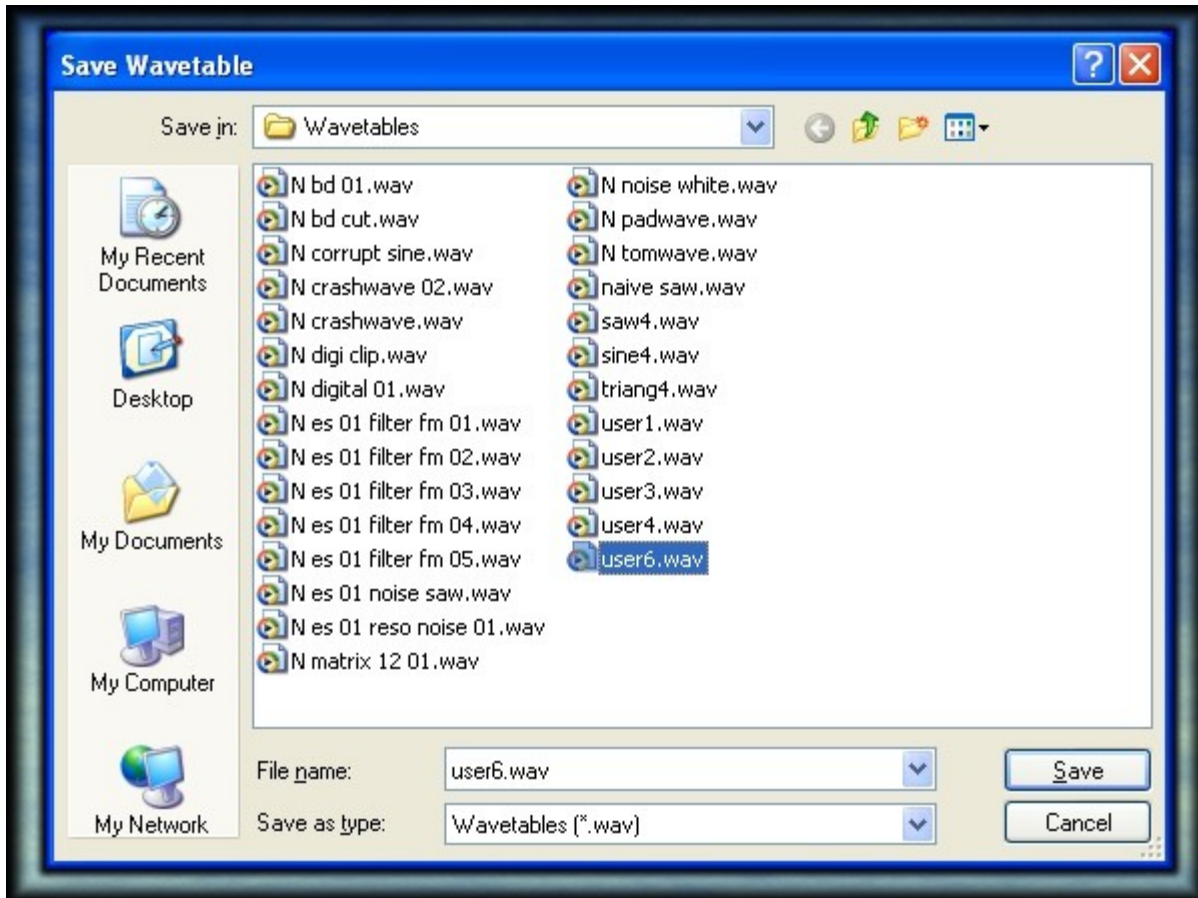 Save Wavetable
Save in: Wavetables
My Recent
Documents
Desktop
My Documents
My Computer
My Network
N bd 01.wav
N bd cut.wav
N corrupt sine.wav
N crashwave 02.wav
N crashwave.wav
N digi clip.wav
N digital 01.wav
N es 01 filter fm 01.wav
N es 01 filter fm 02.wav
N es 01 filter fm 03.wav
N es 01 filter fm 04.wav
N es 01 filter fm 05.wav
N es 01 noise saw.wav
N es 01 reso noise 01.wav
N matrix 12 01.wav
N noise white.wav
N padwave.wav
N tomwave.wav
naive saw.wav
saw4.wav
sine4.wav
triang4.wav
user1.wav
user2.wav
user3.wav
user4.wav
user6.wav
File name: user6.wav Save
Save as type: Wavetables (*.wav) Cancel